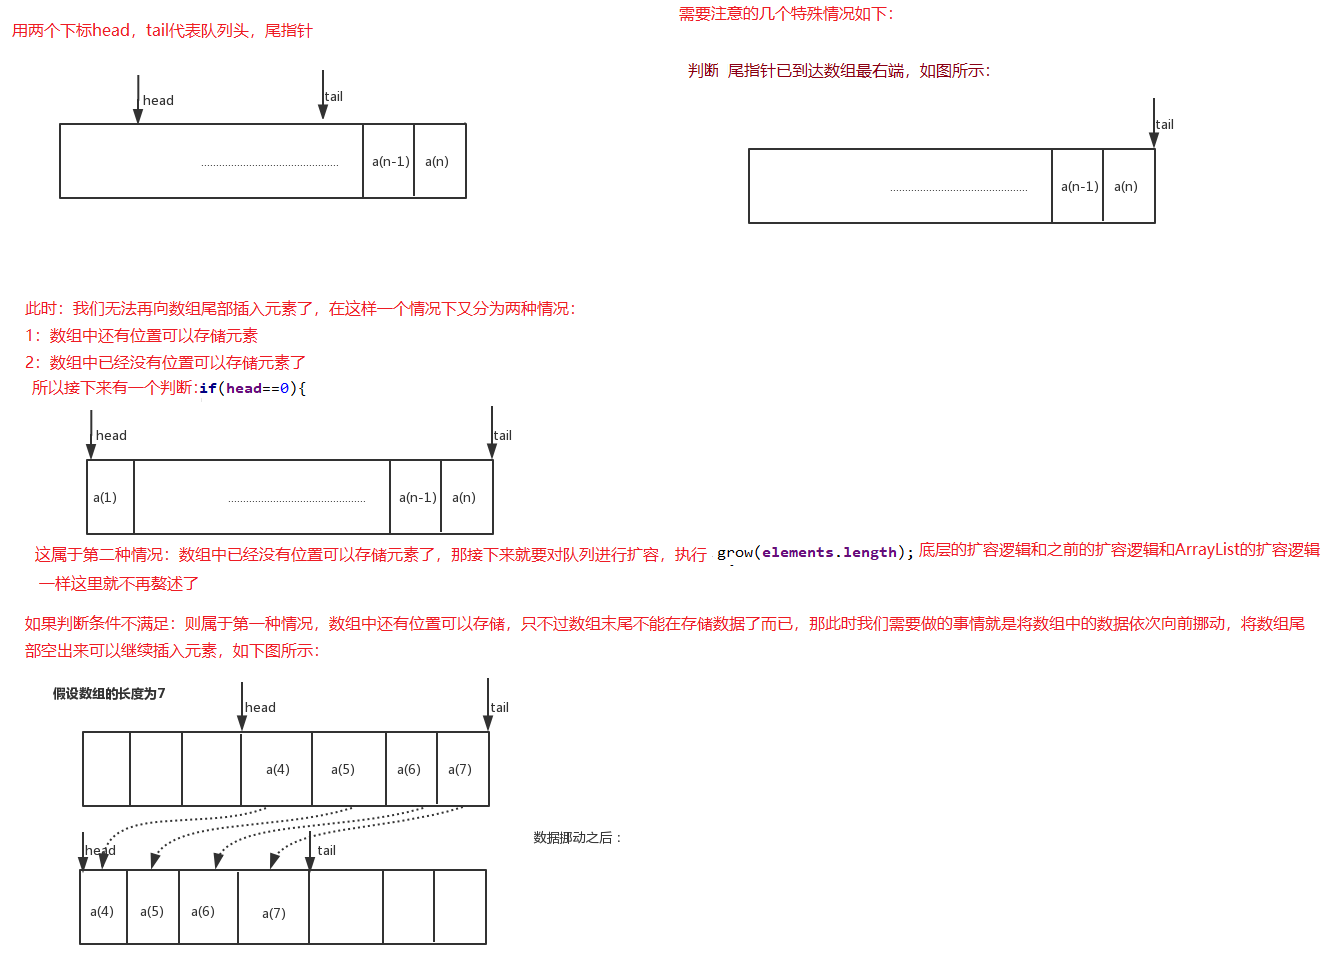 用两个下标head，tail代表队列头，尾指针
head
tail
a(n-1)
a(n)
需要注意的几个特殊情况如下：
判断 尾指针已到达数组最右端，如图所示：
tail
a(n-1)
a(n)
此时：我们无法再向数组尾部插入元素了，在这样一个情况下又分为两种情况：
1：数组中还有位置可以存储元素
2：数组中已经没有位置可以存储元素了
所以接下来有一个判断:if(head==0){
head
tail
a(1)
a(n-1)
a(n)
这属于第二种情况：数组中已经没有位置可以存储元素了，那接下来就要对队列进行扩容，执行 grow(elements.length); 底层的扩容逻辑和之前的扩容逻辑和ArrayList的扩容逻辑
一样这里就不再螯述了
如果判断条件不满足：则属于第一种情况，数组中还有位置可以存储，只不过数组末尾不能在存储数据了而已，那此时我们需要做的事情就是将数组中的数据依次向前挪动，将数组尾
部空出来可以继续插入元素，如下图所示：
假设数组的长度为7
head
tail
a(4)
a(5)
a(6)
a(7)
数据挪动之后：
head
tail
a(4)
a(5)
a(6)
a(7)